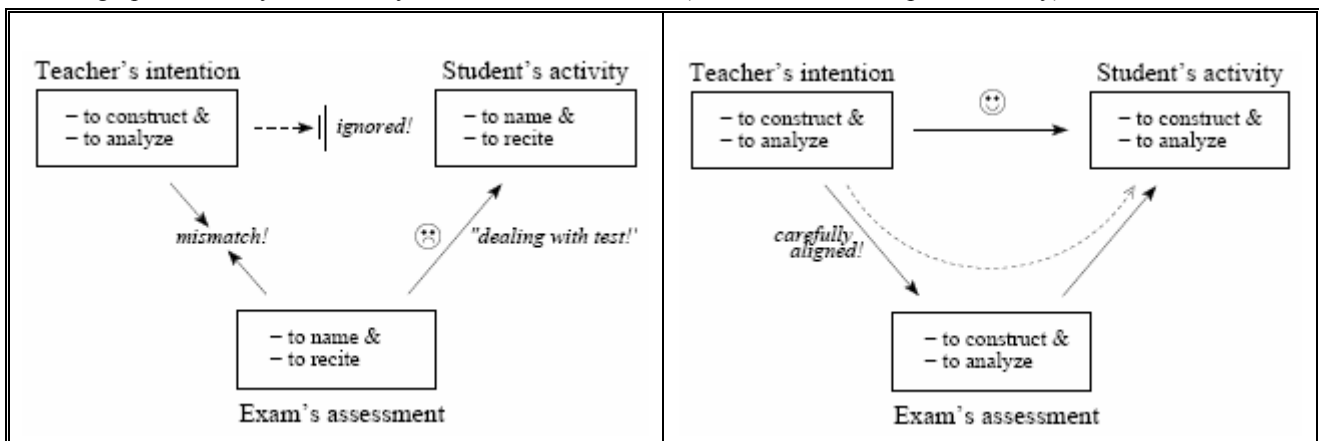 Teacher's intention
– to construct &
– to analyze
ignored!
Student's activity
– to name &
– to recite
mismatch!
"dealing with test!'
– to name &
– to recite
Exam's assessment
Teacher's intention
– to construct &
– to analyze
Student's activity
– to construct &
– to analyze
carefully
aligned!
– to construct &
– to analyze
Exam's assessment